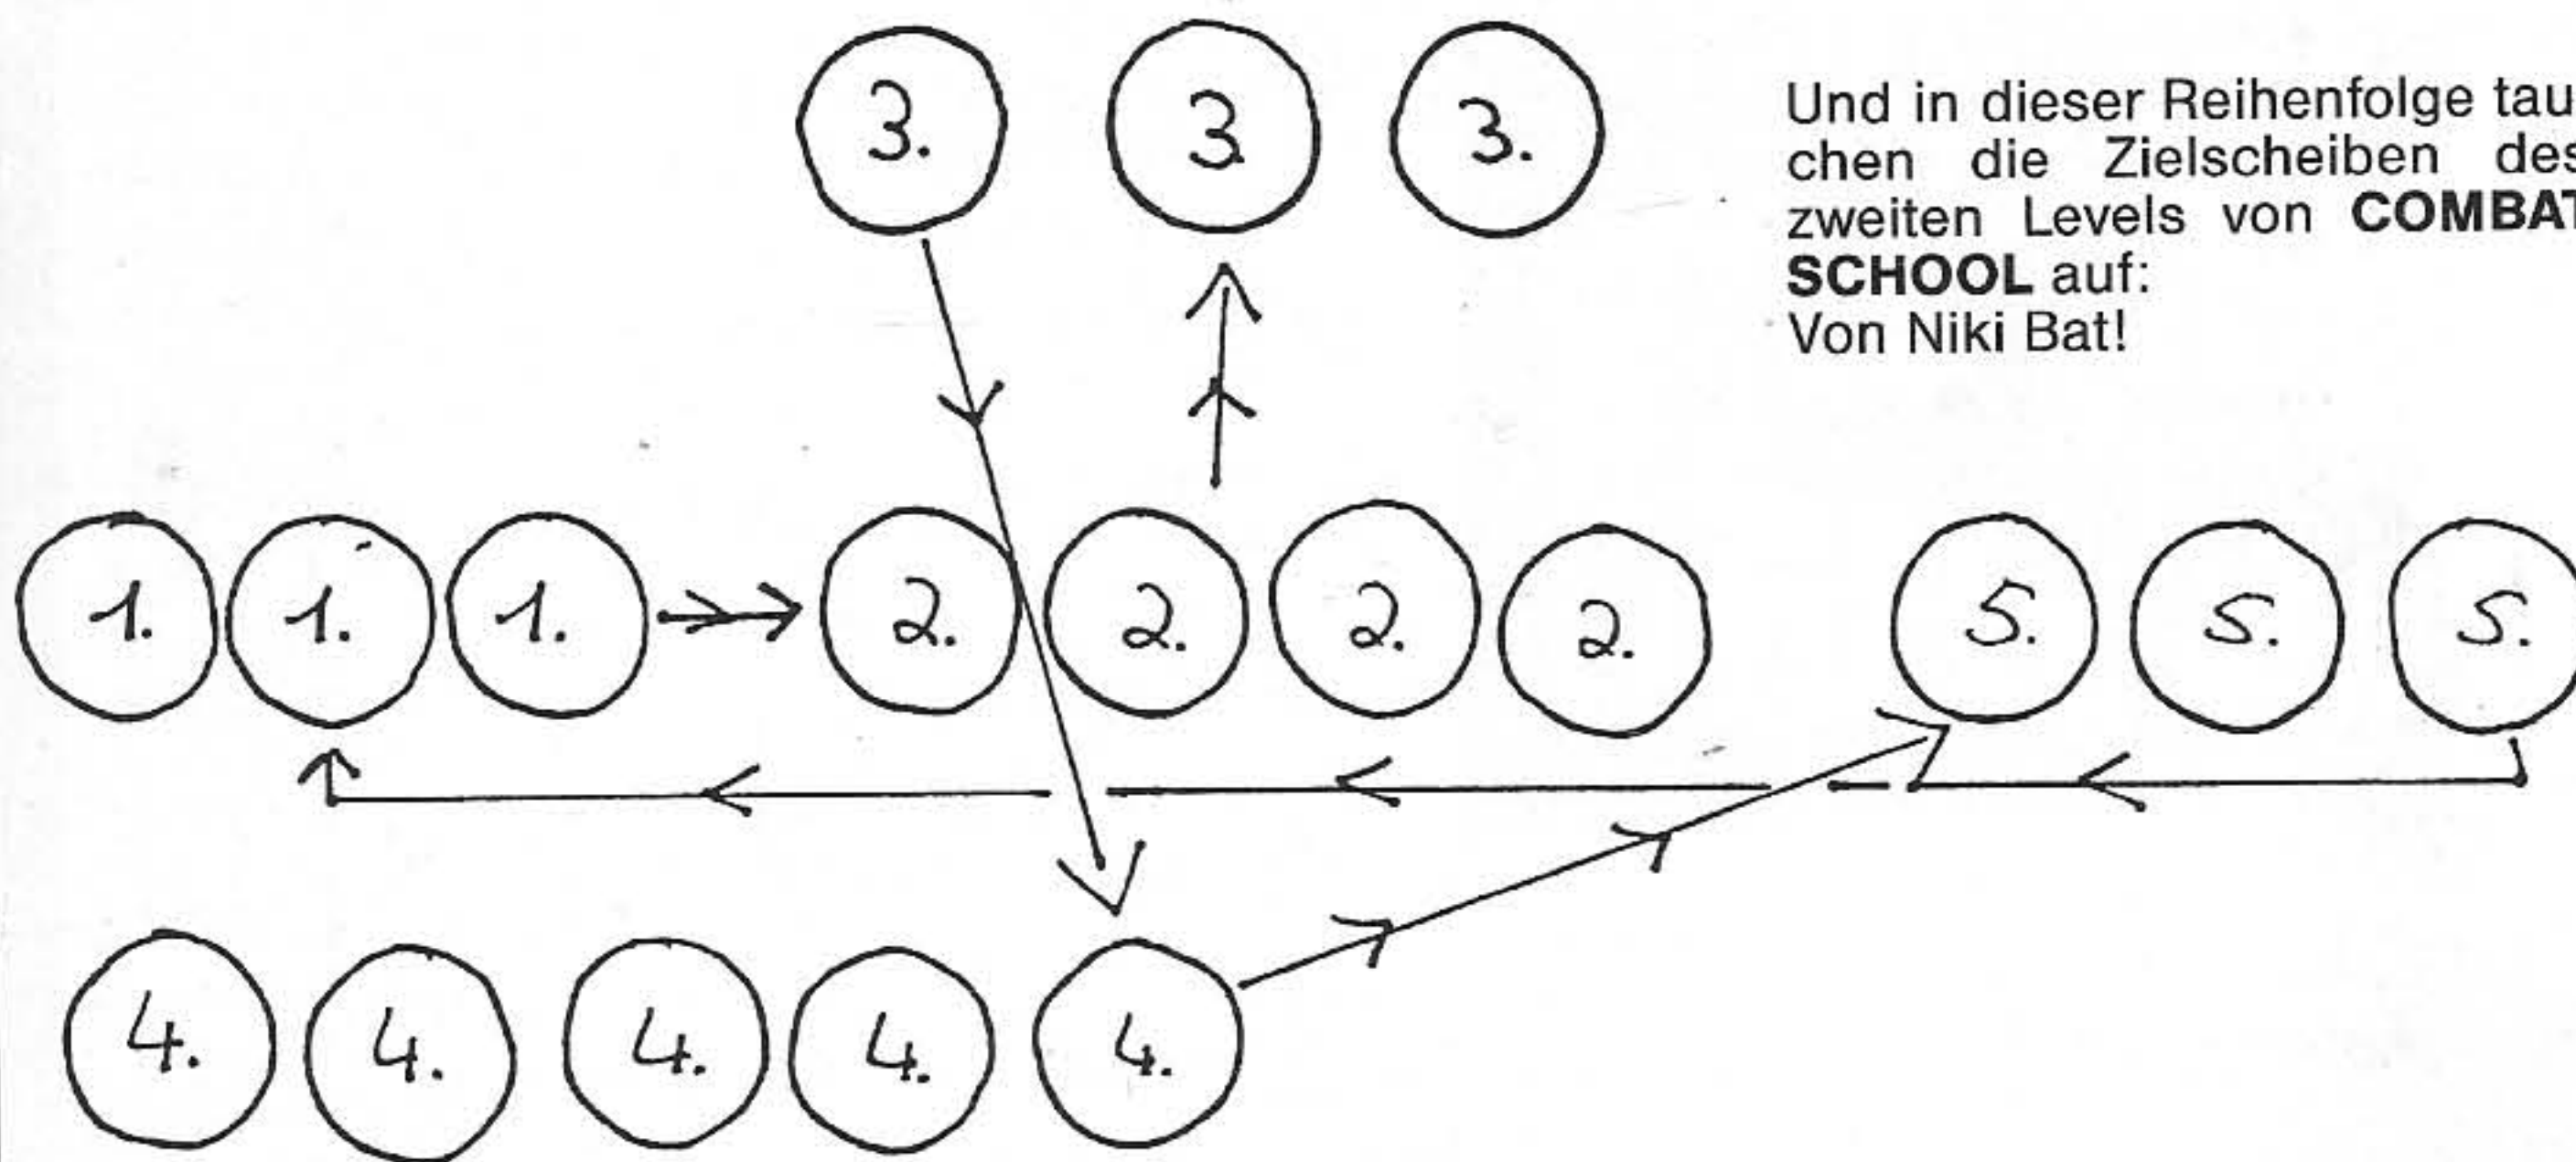 3. 3 3.
Und in dieser Reihenfolge tau
chen die Zielscheiben des
zweiten Levels von COMBAT
SCHOOL auf:
Von Niki Bat!
1. 1. 1. 2. 2. 2. 2. 5. 5. 5.
4. 4. 4. 4. 4.